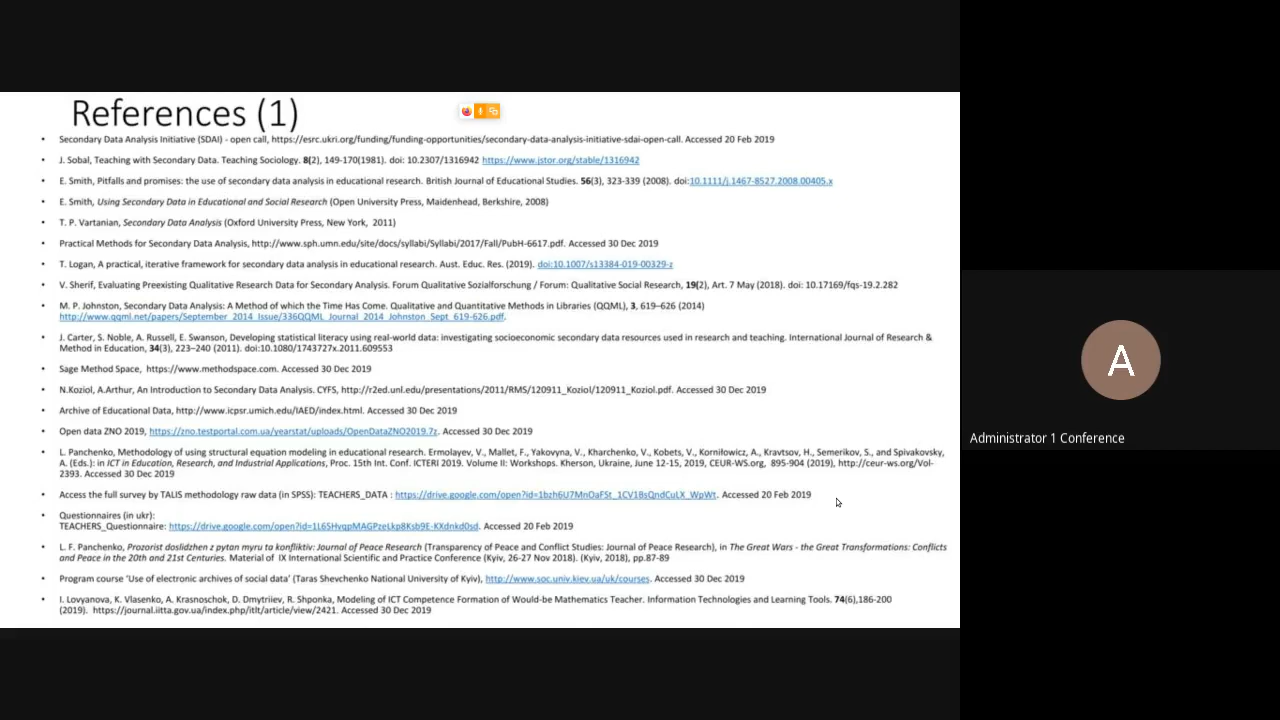 References (1)
• Secondary Data Analysis Initiative (SDAI) - open call, https://esrc.ukri.org/funding/funding-opportunities/secondary-data-analysis-initiative-sdai-open-call. Accessed 20 Feb 2019
• J. Sobal, Teaching with Secondary Data. Teaching Sociology. 8(2), 149-170(1981). doi: 10.2307/1316942 https://www.jstor.org/stable/1316942
• E. Smith, Pitfalls and promises: the use of secondary data analysis in educational research. British Journal of Educational Studies. 56(3), 323-339 (2008). doi:10.1111/j.1467-8527.2008.00405.x
• E. Smith, Using Secondary Data in Educational and Social Research (Open University Press, Maidenhead, Berkshire, 2008)
• T. P. Vartanian, Secondary Data Analysis (Oxford University Press, New York, 2011)
• Practical Methods for Secondary Data Analysis, http://www.sph.umn.edu/site/docs/syllabi/Syllabi/2017/Fall/PubH-6617.pdf. Accessed 30 Dec 2019
• T. Logan, A practical, iterative framework for secondary data analysis in educational research. Aust. Educ. Res. (2019). doi:10.1007/s13384-019-00329-z
• V. Sherif, Evaluating Preexisting Qualitative Research Data for Secondary Analysis. Forum Qualitative Sozialforschung / Forum: Qualitative Social Research, 19(2), Art. 7 May (2018). doi: 10.17169/fqs-19.2.282
• M. P. Johnston, Secondary Data Analysis: A Method of which the Time Has Come. Qualitative and Quantitative Methods in Libraries (QQML), 3, 619–626 (2014)
http://www.qqml.net/papers/September_2014_Issue/336QQML_Journal_2014_Johnston_Sept_619-626.pdf.
• J. Carter, S. Noble, A. Russell, E. Swanson, Developing statistical literacy using real-world data: investigating socioeconomic secondary data resources used in research and teaching. International Journal of Research &
Method in Education, 34(3), 223–240 (2011). doi:10.1080/1743727x.2011.609553
• Sage Method Space, https://www.methodspace.com. Accessed 30 Dec 2019
• N.Koziol, A.Arthur, An Introduction to Secondary Data Analysis. CYFS, http://r2ed.unl.edu/presentations/2011/RMS/120911_Koziol/120911_Koziol.pdf. Accessed 30 Dec 2019
• Archive of Educational Data, http://www.icpsr.umich.edu/IAED/index.html. Accessed 30 Dec 2019
• Open data ZNO 2019, https://zno.testportal.com.ua/yearstat/uploads/OpenDataZNO2019.7z. Accessed 30 Dec 2019
• L. Panchenko, Methodology of using structural equation modeling in educational research. Ermolayev, V., Mallet, F., Yakovyna, V., Kharchenko, V., Kobets, V., Korniłowicz, A., Kravtsov, H., Semerikov, S., and Spivakovsky,
A. (Eds.): in ICT in Education, Research, and Industrial Applications, Proc. 15th Int. Conf. ICTERI 2019. Volume II: Workshops. Kherson, Ukraine, June 12-15, 2019, CEUR-WS.org, 895-904 (2019), http://ceur-ws.org/Vol-
2393. Accessed 30 Dec 2019
• Access the full survey by TALIS methodology raw data (in SPSS): TEACHERS_DATA : Accessed 20 Feb 2019
• Questionnaires (in ukr):
TEACHERS_Questionnaire: Accessed 20 Feb 2019
• L. F. Panchenko, Prozorist doslidzhen z pytan myru ta konfliktiv: Journal of Peace Research (Transparency of Peace and Conflict Studies: Journal of Peace Research), in The Great Wars - the Great Transformations: Conflicts
and Peace in the 20th and 21st Centuries. Material of IX International Scientific and Practice Conference (Kyiv, 26-27 Nov 2018). (Kyiv, 2018), pp.87-89
• Program course ‘Use of electronic archives of social data’ (Taras Shevchenko National University of Kyiv), http://www.soc.univ.kiev.ua/uk/courses. Accessed 30 Dec 2019
• I. Lovyanova, K. Vlasenko, A. Krasnoschok, D. Dmytriiev, R. Shponka, Modeling of ICT Competence Formation of Would-be Mathematics Teacher. Information Technologies and Learning Tools. 74(6),186-200
(2019). https://journal.iitta.gov.ua/index.php/itlt/article/view/2421. Accessed 30 Dec 2019
A
Administrator 1 Conference